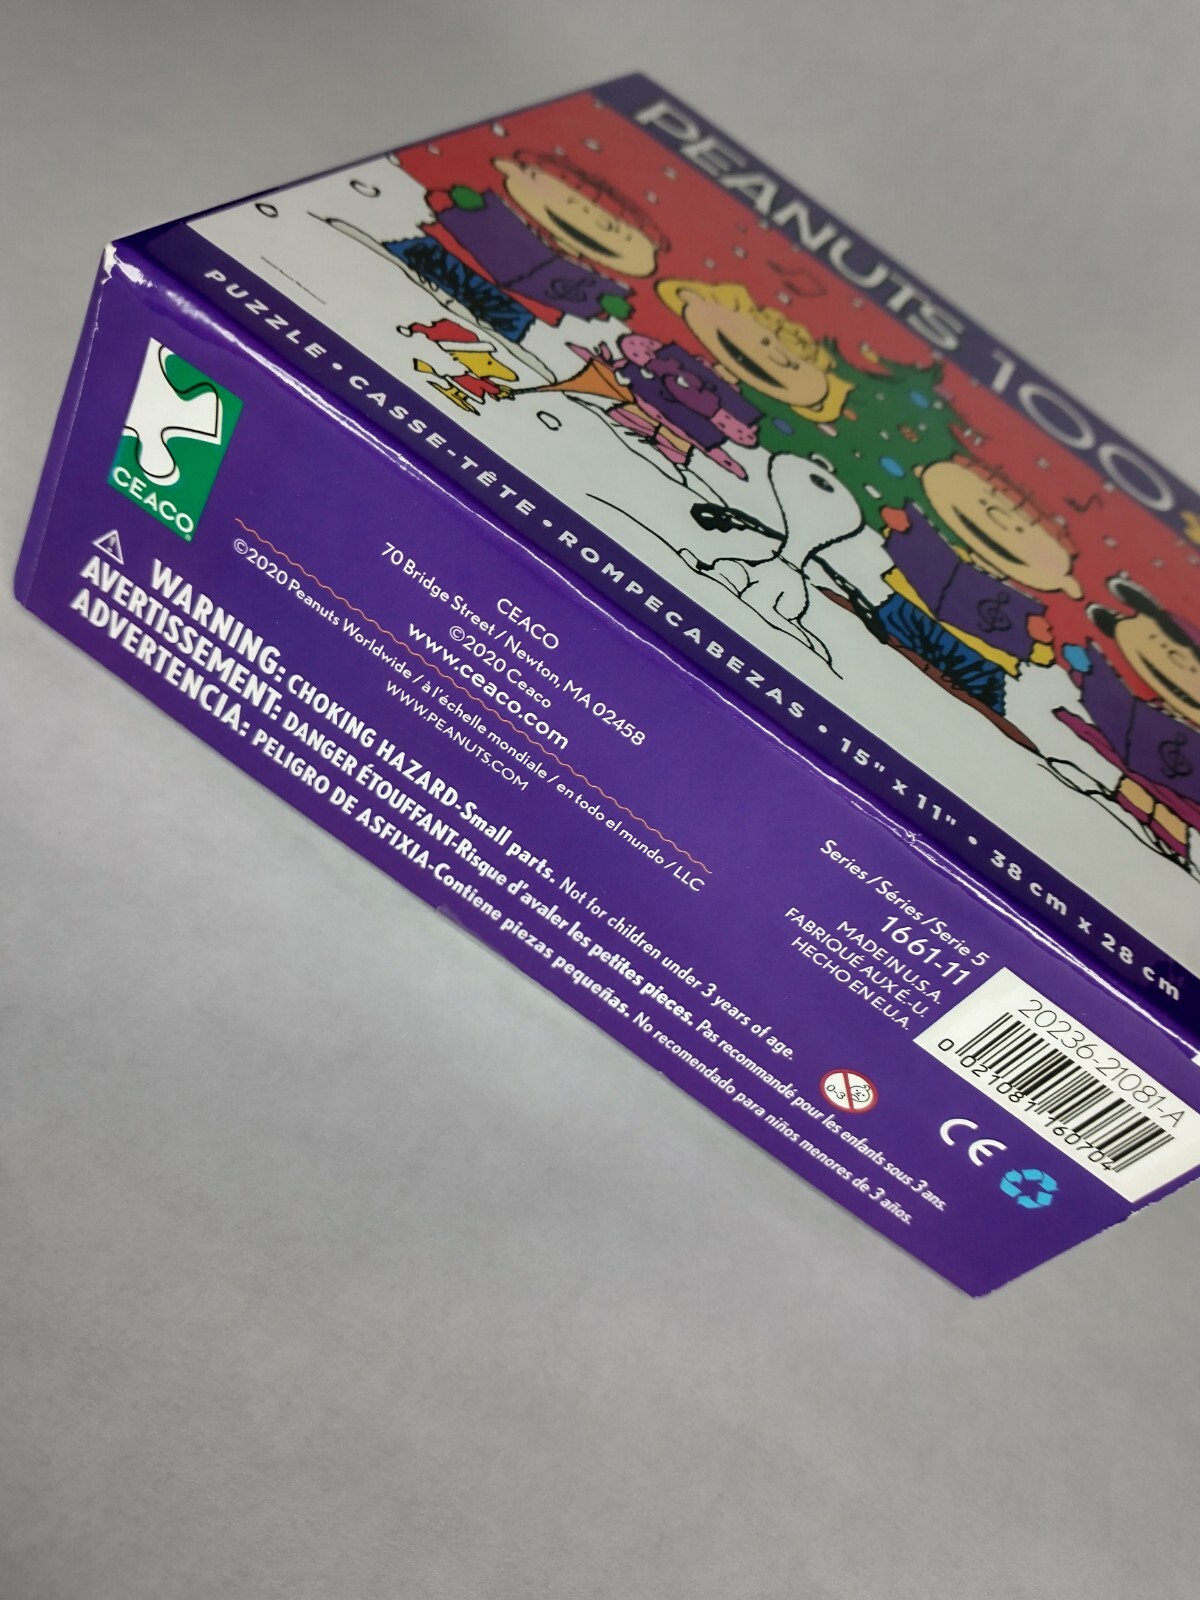 PEANUTS 100
PUZZLE • CASSE-TÊTE • ROMPECABEZAS • 15" x 11" • 38 cm x 28 cm
CEACO
CEACO
70 Bridge Street / Newton, MA 02458
©2020 Ceaco
www.ceaco.com
©2020 Peanuts Worldwide / à l'échelle mondiale / en todo el mundo / LLC
WWW.PEANUTS.COM
WARNING: CHOKING HAZARD-Small parts. Not for children under 3 years of age.
AVERTISSEMENT: DANGER ÉTOUFFANT-Risque d'avaler les petites pieces. Pas recommandé pour les enfants sous 3 ans.
ADVERTENCIA: PELIGRO DE ASFIXIA-Contiene piezas pequeñas. No recomendado para niños menores de 3 años.
Series / Séries / Serie 5
1661-11
MADE IN U.S.A.
FABRIQUÉ AUX É.-U.
HECHO EN E.U.A.
0-3
20236-21081-A
0 21081 16070 4
CE